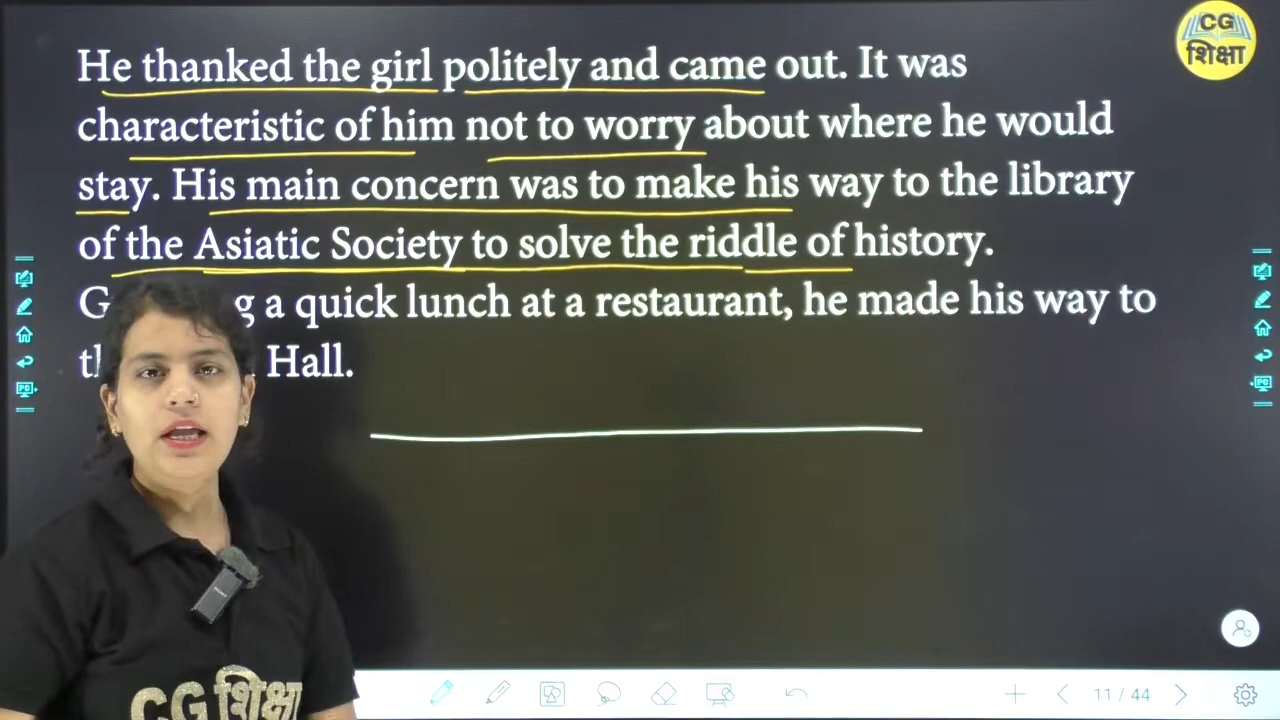 He thanked the girl politely and came out. It was
characteristic of him not to worry about where he would
stay. His main concern was to make his way to the library
of the Asiatic Society to solve the riddle of history.
a quick lunch at a restaurant, he made his way to
Hall.
CG
शिक्षा
11 / 44
CG शिक्षा